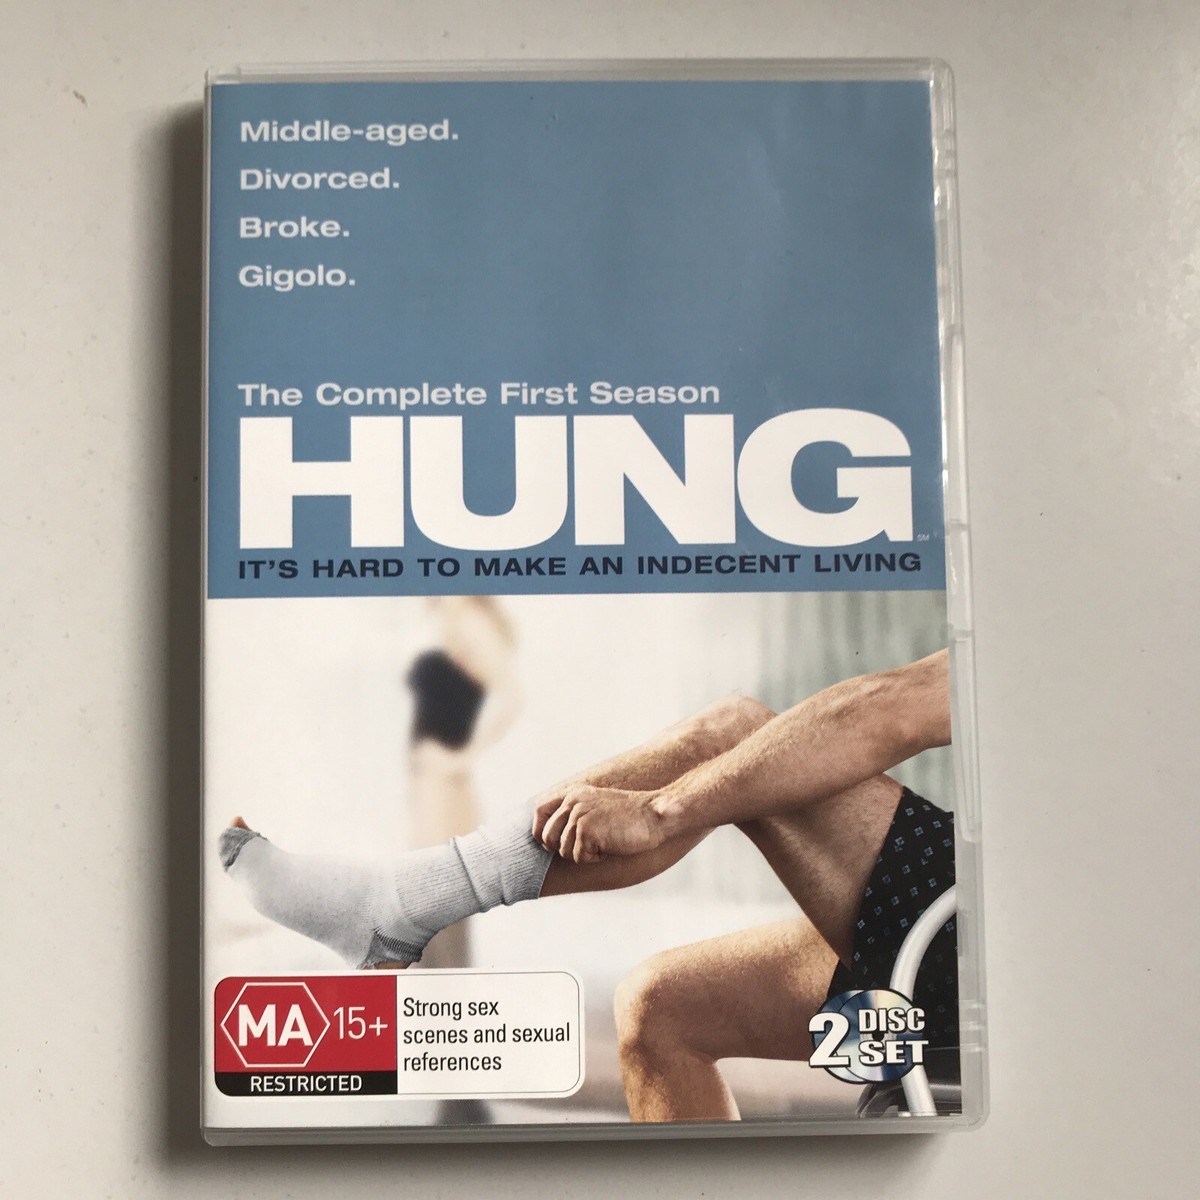 Middle-aged.
Divorced.
Broke.
Gigolo.
The Complete First Season
HUNG
SM
IT'S HARD TO MAKE AN INDECENT LIVING
MA 15+
RESTRICTED
Strong sex
scenes and sexual
references
2 DISC
SET